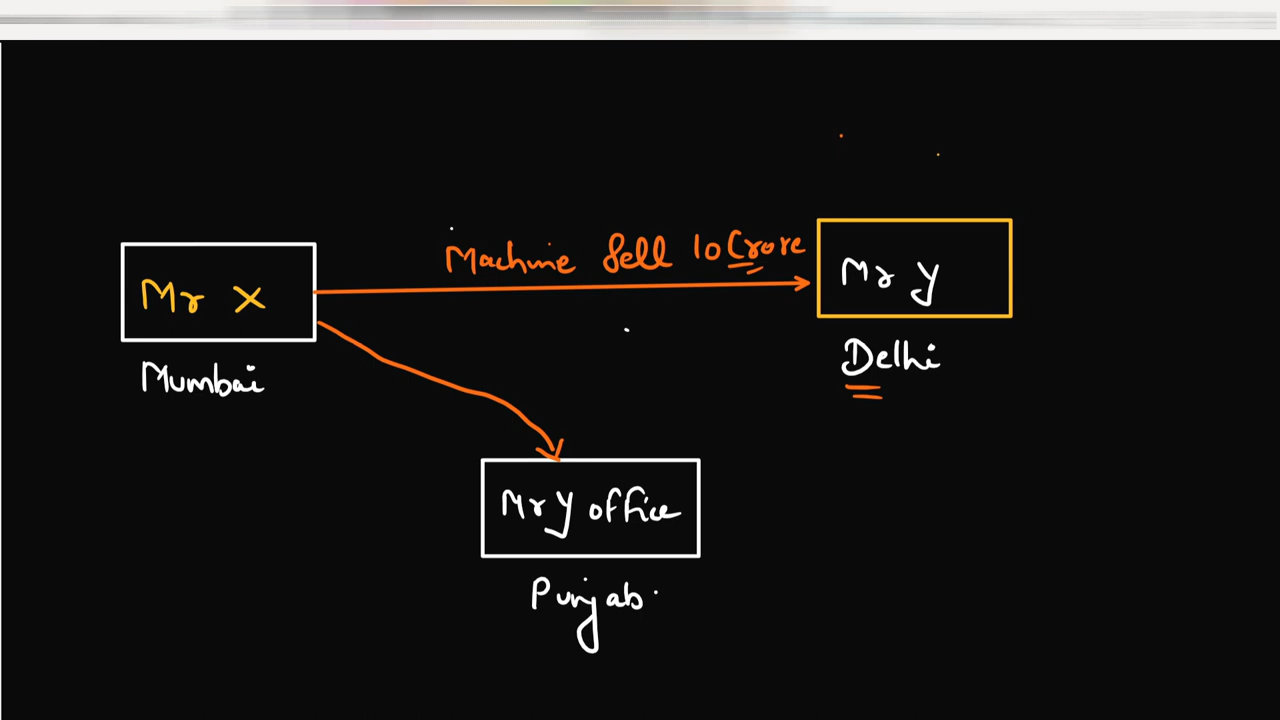 Machine Sell 10 Crore
Mr X
Mr y
Mumbai
Delhi
Mr y office
Punjab